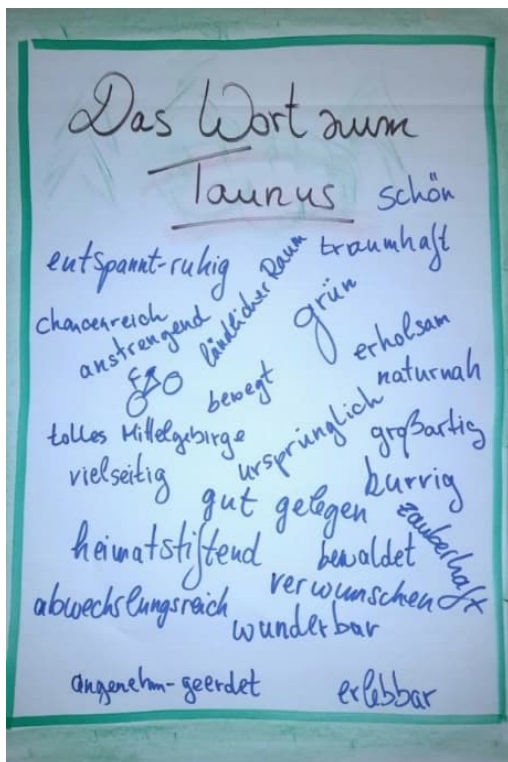 Das Wort zum
Taunus
schön
entspannt-ruhig
traumhaft
ländlicher Raum
chancenreich
anstrengend
grün
erholsam
naturnah
bewegt
tolles Mittelgebirge
ursprünglich
großartig
vielseitig
kurrig
gut gelegen
zauberhaft
heimatstiftend
bewaldet
verwunschen
abwechslungsreich
wunderbar
angenehm-geerdet
erlebbar